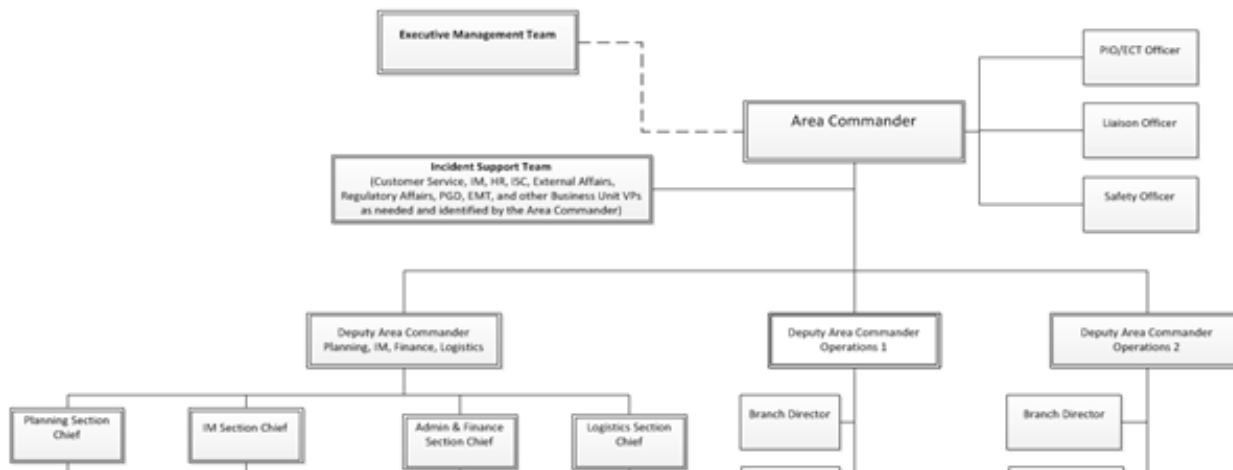 Executive Management Team
PIO/ECT Officer
Area Commander
Liaison Officer
Incident Support Team
(Customer Service, IM, HR, ISC, External Affairs,
Regulatory Affairs, PGD, EMT, and other Business Unit VPs
as needed and identified by the Area Commander)
Safety Officer
Deputy Area Commander
Planning, IM, Finance, Logistics
Deputy Area Commander
Operations 1
Deputy Area Commander
Operations 2
Planning Section
Chief
IM Section Chief
Admin & Finance
Section Chief
Logistics Section
Chief
Branch Director
Branch Director